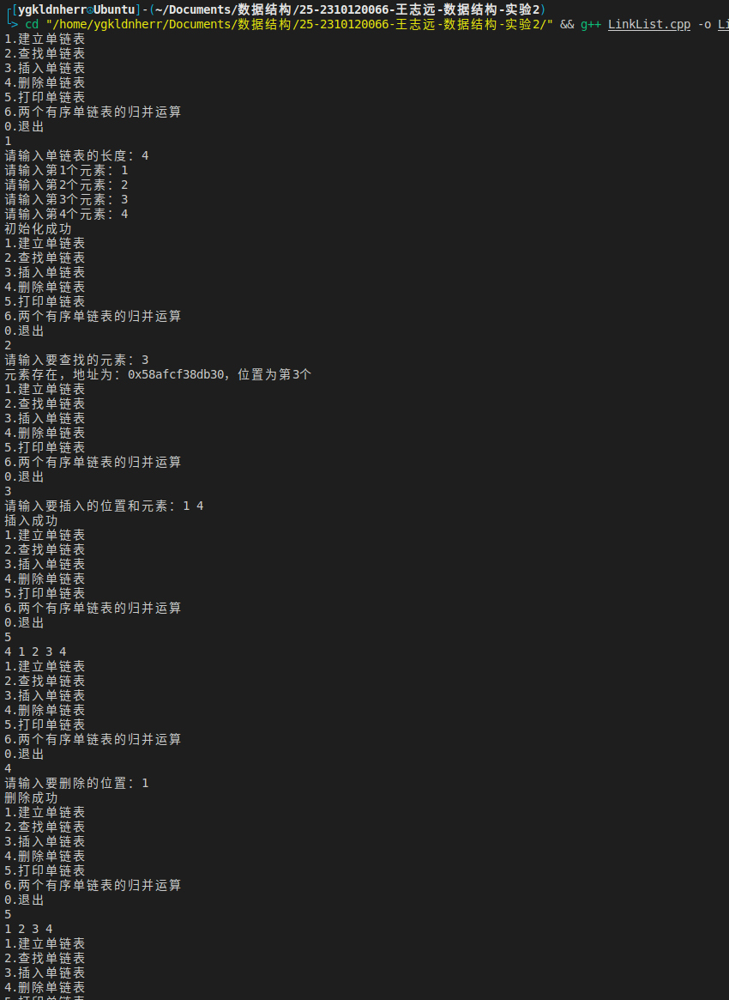 ┌[ygkldnherr☮Ubuntu]-(~/Documents/数据结构/25-2310120066-王志远-数据结构-实验2)
└> cd "/home/ygkldnherr/Documents/数据结构/25-2310120066-王志远-数据结构-实验2/" && g++ LinkList.cpp -o Li
1.建立单链表
2.查找单链表
3.插入单链表
4.删除单链表
5.打印单链表
6.两个有序单链表的归并运算
0.退出
1
请输入单链表的长度：4
请输入第1个元素：1
请输入第2个元素：2
请输入第3个元素：3
请输入第4个元素：4
初始化成功
1.建立单链表
2.查找单链表
3.插入单链表
4.删除单链表
5.打印单链表
6.两个有序单链表的归并运算
0.退出
2
请输入要查找的元素：3
元素存在，地址为：0x58afcf38db30，位置为第3个
1.建立单链表
2.查找单链表
3.插入单链表
4.删除单链表
5.打印单链表
6.两个有序单链表的归并运算
0.退出
3
请输入要插入的位置和元素：1 4
插入成功
1.建立单链表
2.查找单链表
3.插入单链表
4.删除单链表
5.打印单链表
6.两个有序单链表的归并运算
0.退出
5
4 1 2 3 4
1.建立单链表
2.查找单链表
3.插入单链表
4.删除单链表
5.打印单链表
6.两个有序单链表的归并运算
0.退出
4
请输入要删除的位置：1
删除成功
1.建立单链表
2.查找单链表
3.插入单链表
4.删除单链表
5.打印单链表
6.两个有序单链表的归并运算
0.退出
5
1 2 3 4
1.建立单链表
2.查找单链表
3.插入单链表
4.删除单链表
5.打印单链表